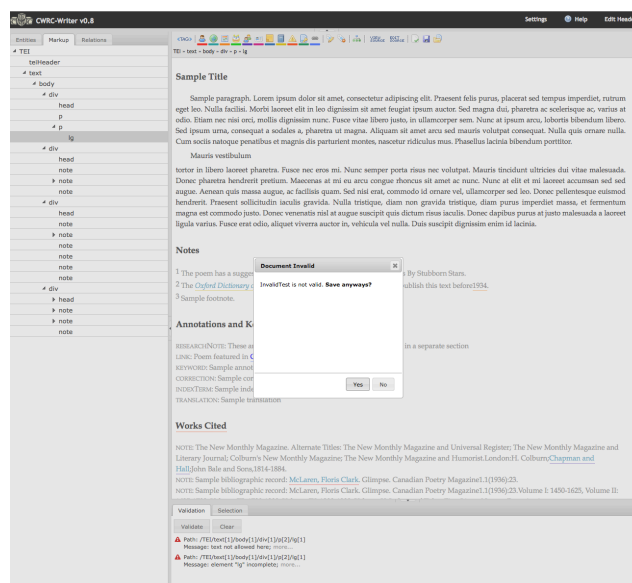 CWRC-Writer v0.8
Settings
Help
Edit Head
Entities
Markup
Relations
<TAG>
TEI
teiHeader
text
body
div
head
p
p
lg
div
head
note
note
note
div
head
note
note
note
note
note
note
div
head
note
note
note
TEI › text › body › div › p › lg
Sample Title
Sample paragraph. Lorem ipsum dolor sit amet, consectetur adipiscing elit. Praesent felis purus, placerat sed tempus imperdiet, rutrum
eget leo. Nulla facilisi. Morbi laoreet elit in leo dignissim sit amet feugiat ipsum auctor. Sed magna dui, pharetra ac scelerisque ac, varius at
odio. Etiam nec nisi orci, mollis dignissim nunc. Fusce vitae libero justo, in ullamcorper sem. Nunc at ipsum arcu, lobortis bibendum libero.
Sed ipsum urna, consequat a sodales a, pharetra ut magna. Aliquam sit amet arcu sed mauris volutpat consequat. Nulla quis ornare nulla.
Cum sociis natoque penatibus et magnis dis parturient montes, nascetur ridiculus mus. Phasellus lacinia bibendum porttitor.
Mauris vestibulum
tortor in libero laoreet pharetra. Fusce nec eros mi. Nunc semper porta risus nec volutpat. Mauris tincidunt ultricies dui vitae malesuada.
Donec pharetra hendrerit pretium. Maecenas at mi eu arcu congue rhoncus sit amet ac nunc. Nunc at elit et mi laoreet accumsan sed sed
augue. Aenean quis massa augue, ac facilisis quam. Sed nisi erat, commodo id ornare vel, ullamcorper sed leo. Donec pellentesque euismod
hendrerit. Praesent sollicitudin iaculis gravida. Nulla tristique, diam non gravida tristique, diam purus imperdiet massa, et fermentum
magna est commodo justo. Donec venenatis nisl at augue suscipit quis dictum risus iaculis. Donec dapibus purus at justo malesuada a laoreet
ligula varius. Fusce erat odio, aliquet viverra auctor in, vehicula vel nulla. Duis suscipit dignissim enim id lacinia.
Notes
1 The poem has a sugges
s By Stubborn Stars.
2 The Oxford Dictionary
ublish this text before1934.
3 Sample footnote.
Document Invalid
InvalidTest is not valid. Save anyways?
Yes
No
Annotations and K
RESEARCHNOTE: These a
in a separate section
LINK: Poem featured in
KEYWORD: Sample annot
CORRECTION: Sample cor
INDEXTERM: Sample inde
TRANSLATION: Sample translation
Works Cited
NOTE: The New Monthly Magazine. Alternate Titles: The New Monthly Magazine and Universal Register; The New Monthly Magazine and
Literary Journal; Colburn's New Monthly Magazine; The New Monthly Magazine and Humorist.London:H. Colburn;Chapman and
Hall;John Bale and Sons,1814-1884.
NOTE: Sample bibliographic record: McLaren, Floris Clark. Glimpse. Canadian Poetry Magazine1.1(1936):23.
NOTE: Sample bibliographic record: McLaren, Floris Clark. Glimpse. Canadian Poetry Magazine1.1(1936):23.Volume I: 1450-1625, Volume II:
Validation
Selection
Validate
Clear
Path: /TEI/text[1]/body[1]/div[1]/p[2]/lg[1]
Message: text not allowed here; more...
Path: /TEI/text[1]/body[1]/div[1]/p[2]/lg[1]
Message: element "lg" incomplete; more...